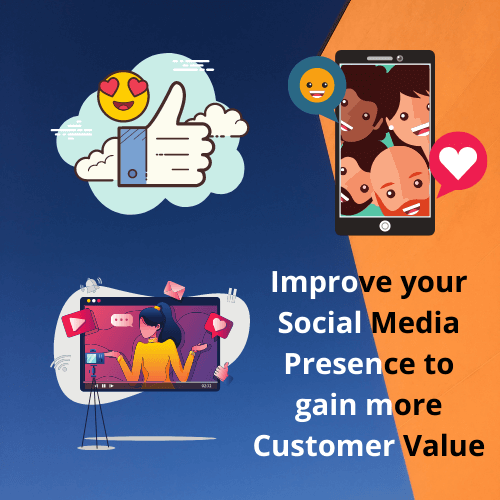 Improve your
Social Media
Presence to
gain more
Customer Value